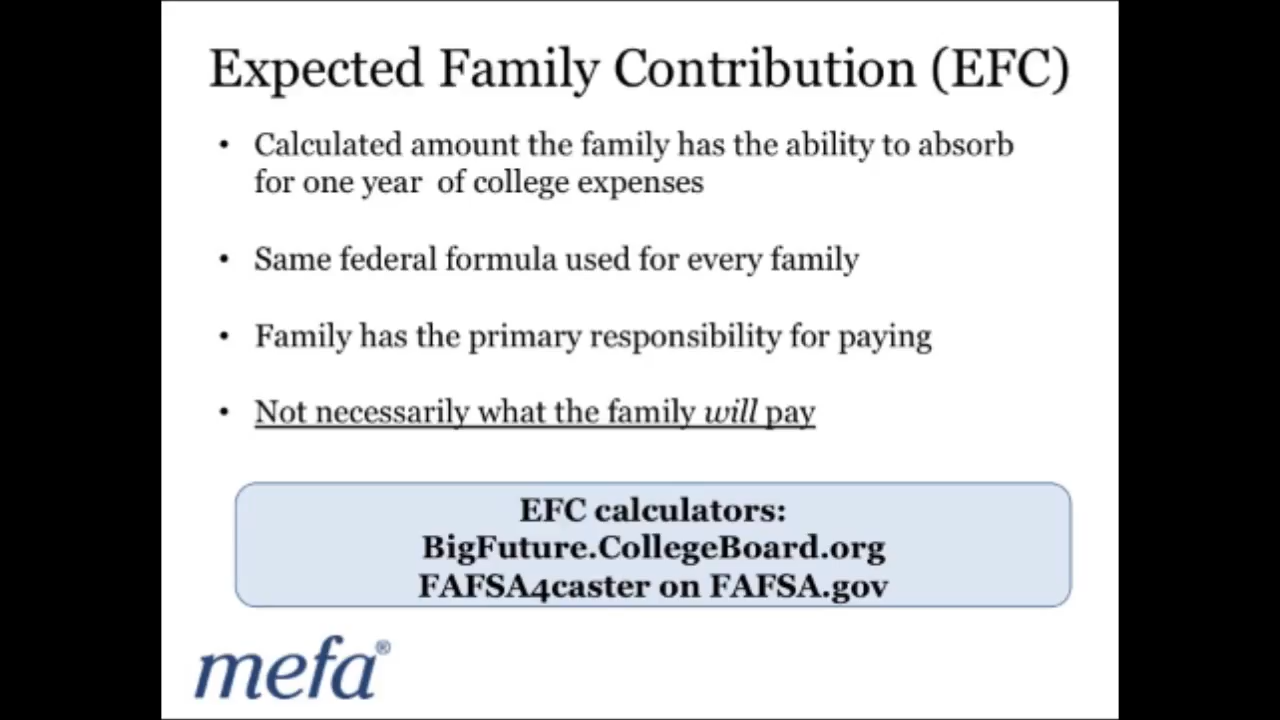 Expected Family Contribution (EFC)
• Calculated amount the family has the ability to absorb
for one year of college expenses
• Same federal formula used for every family
• Family has the primary responsibility for paying
• Not necessarily what the family will pay
EFC calculators:
BigFuture.CollegeBoard.org
FAFSA4caster on FAFSA.gov
mefa®